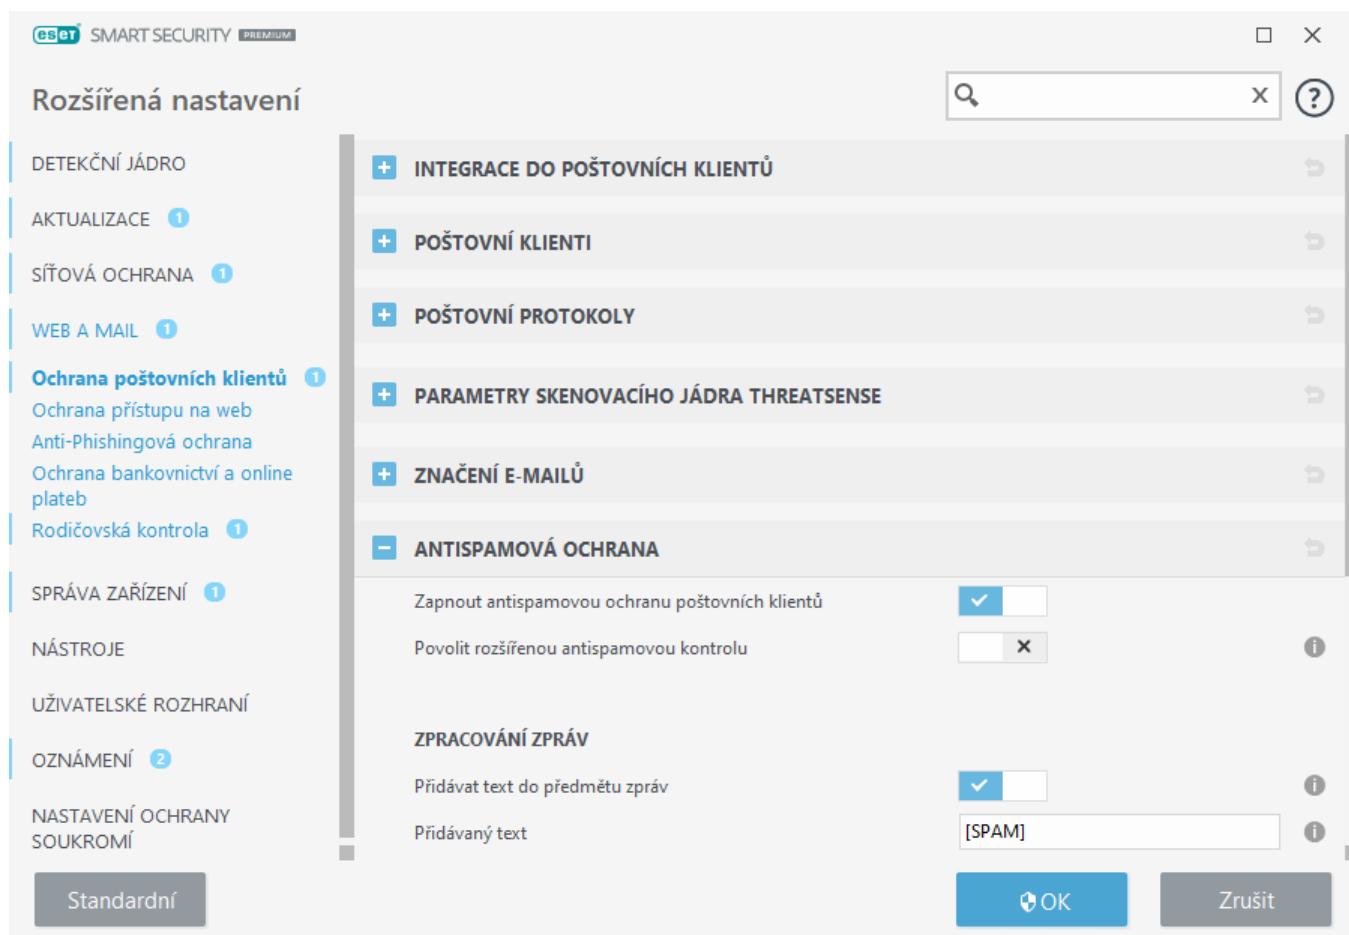 eset SMART SECURITY PREMIUM
Rozšířená nastavení
x
?
DETEKČNÍ JÁDRO
AKTUALIZACE 1
SÍŤOVÁ OCHRANA 1
WEB A MAIL 1
Ochrana poštovních klientů 1
Ochrana přístupu na web
Anti-Phishingová ochrana
Ochrana bankovnictví a online
plateb
Rodičovská kontrola 1
SPRÁVA ZAŘÍZENÍ 1
NÁSTROJE
UŽIVATELSKÉ ROZHRANÍ
OZNÁMENÍ 2
NASTAVENÍ OCHRANY
SOUKROMÍ
INTEGRACE DO POŠTOVNÍCH KLIENTŮ
POŠTOVNÍ KLIENTI
POŠTOVNÍ PROTOKOLY
PARAMETRY SKENOVACÍHO JÁDRA THREATSENSE
ZNAČENÍ E-MAILŮ
ANTISPAMOVÁ OCHRANA
Zapnout antispamovou ochranu poštovních klientů
Povolit rozšířenou antispamovou kontrolu
ZPRACOVÁNÍ ZPRÁV
Přidávat text do předmětu zpráv
Přidávaný text [SPAM]
Standardní
OK
Zrušit